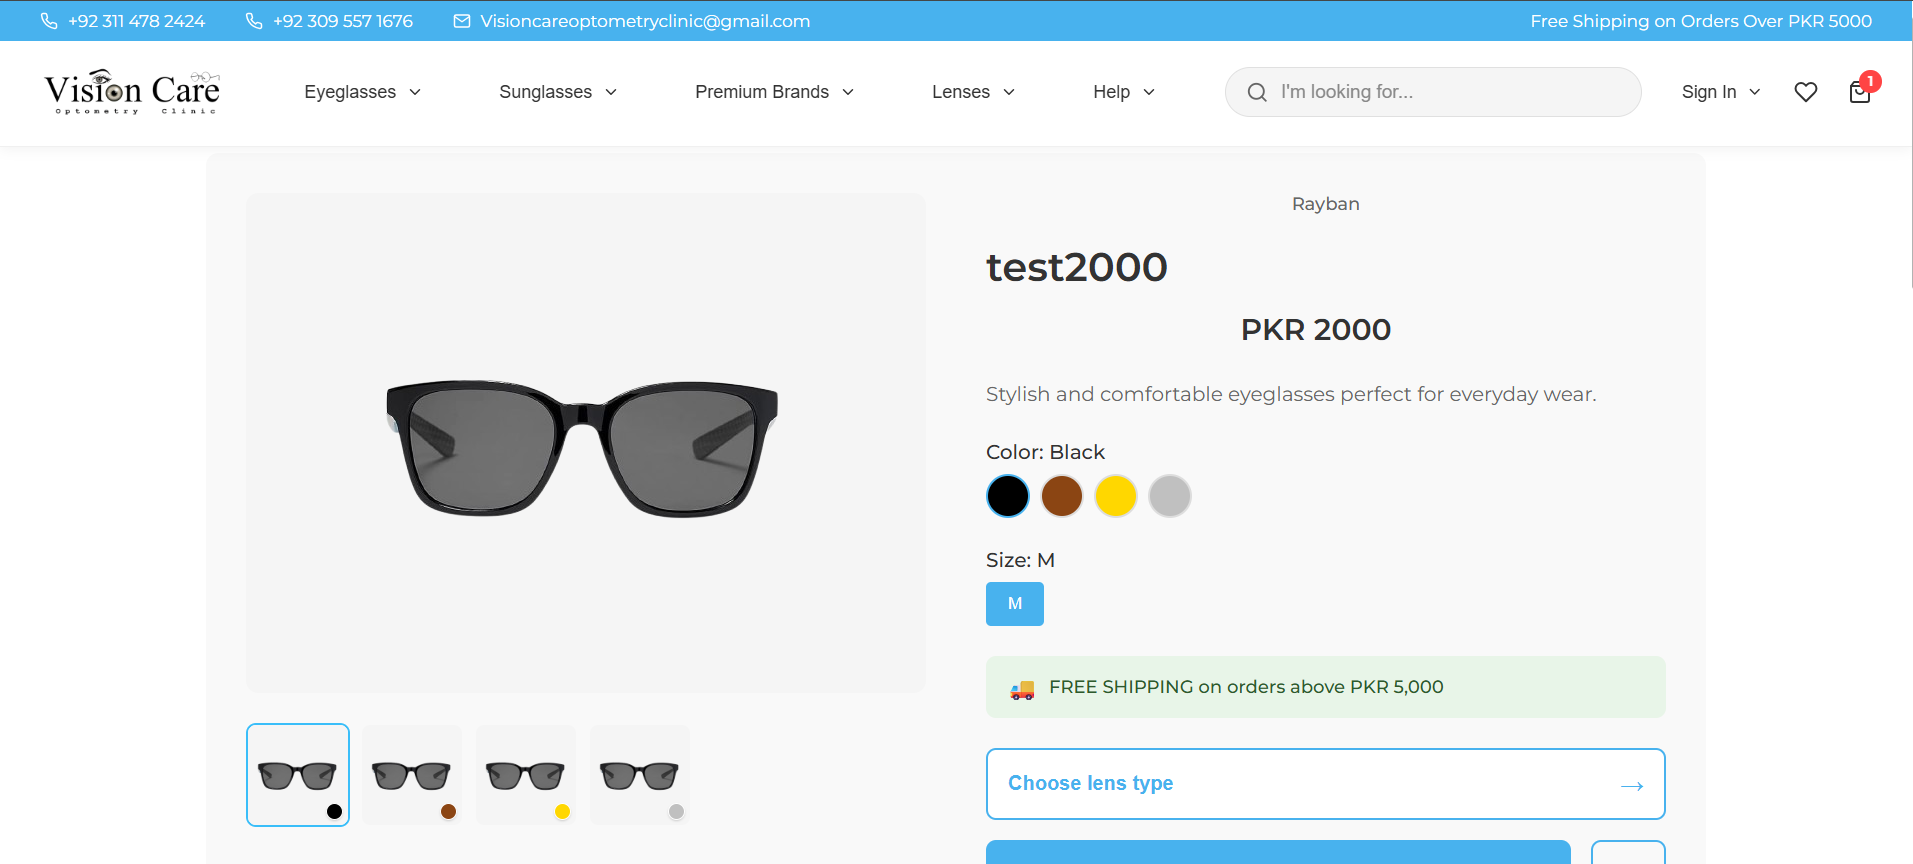 +92 311 478 2424
+92 309 557 1676
Visioncareoptometryclinic@gmail.com
Free Shipping on Orders Over PKR 5000
Vision Care
Optometry Clinic
Eyeglasses
Sunglasses
Premium Brands
Lenses
Help
I'm looking for...
Sign In
1
Rayban
test2000
PKR 2000
Stylish and comfortable eyeglasses perfect for everyday wear.
Color: Black
Size: M
M
FREE SHIPPING on orders above PKR 5,000
Choose lens type →